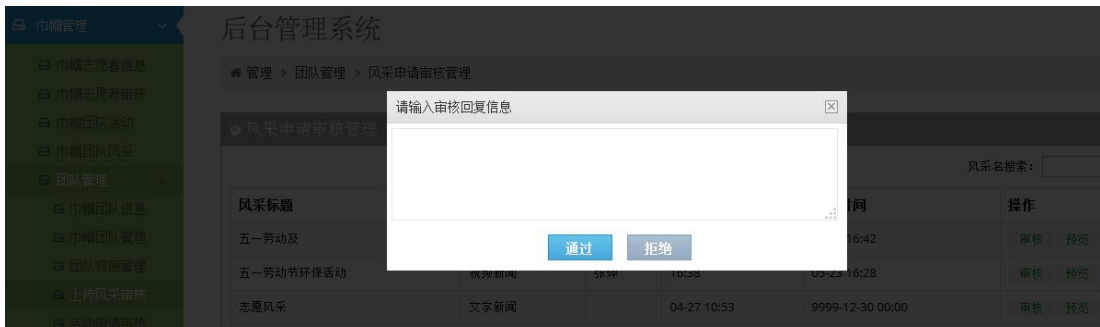 巾帼管理
后台管理系统
巾帼志愿者信息
管理 > 团队管理 > 风采申请审核管理
巾帼志愿者审核
请输入审核回复信息
巾帼团队活动
风采申请审核管理
巾帼团队风采
风采名搜索：
团队管理
巾帼团队信息
风采标题 间 操作
巾帼团队管理
五一劳动及 16:42 审核 预览
通过 拒绝
团队权限管理
五一劳动节环保活动 视频新闻 16:38 05-23 16:28 审核 预览
上传风采审核
志愿风采 文字新闻 04-27 10:53 9999-12-30 00:00 审核 预览
活动申请审核